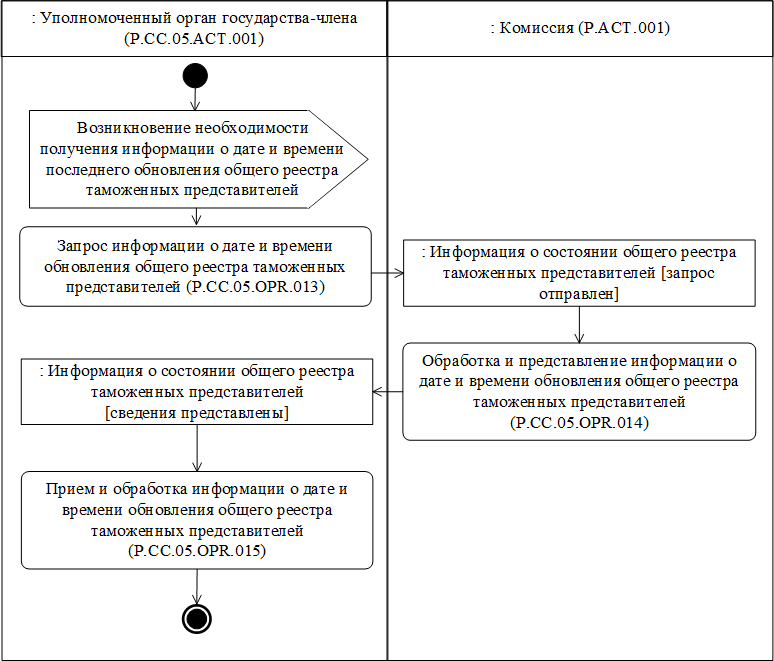 : Уполномоченный орган государства-члена
(P.CC.05.ACT.001)
: Комиссия (P.ACT.001)
Возникновение необходимости
получения информации о дате и времени
последнего обновления общего реестра
таможенных представителей
Запрос информации о дате и времени
обновления общего реестра таможенных
представителей (P.CC.05.OPR.013)
: Информация о состоянии общего реестра
таможенных представителей [запрос
отправлен]
Обработка и представление информации о
дате и времени обновления общего реестра
таможенных представителей
(P.CC.05.OPR.014)
: Информация о состоянии общего реестра
таможенных представителей
[сведения представлены]
Прием и обработка информации о дате и
времени обновления общего реестра
таможенных представителей
(P.CC.05.OPR.015)